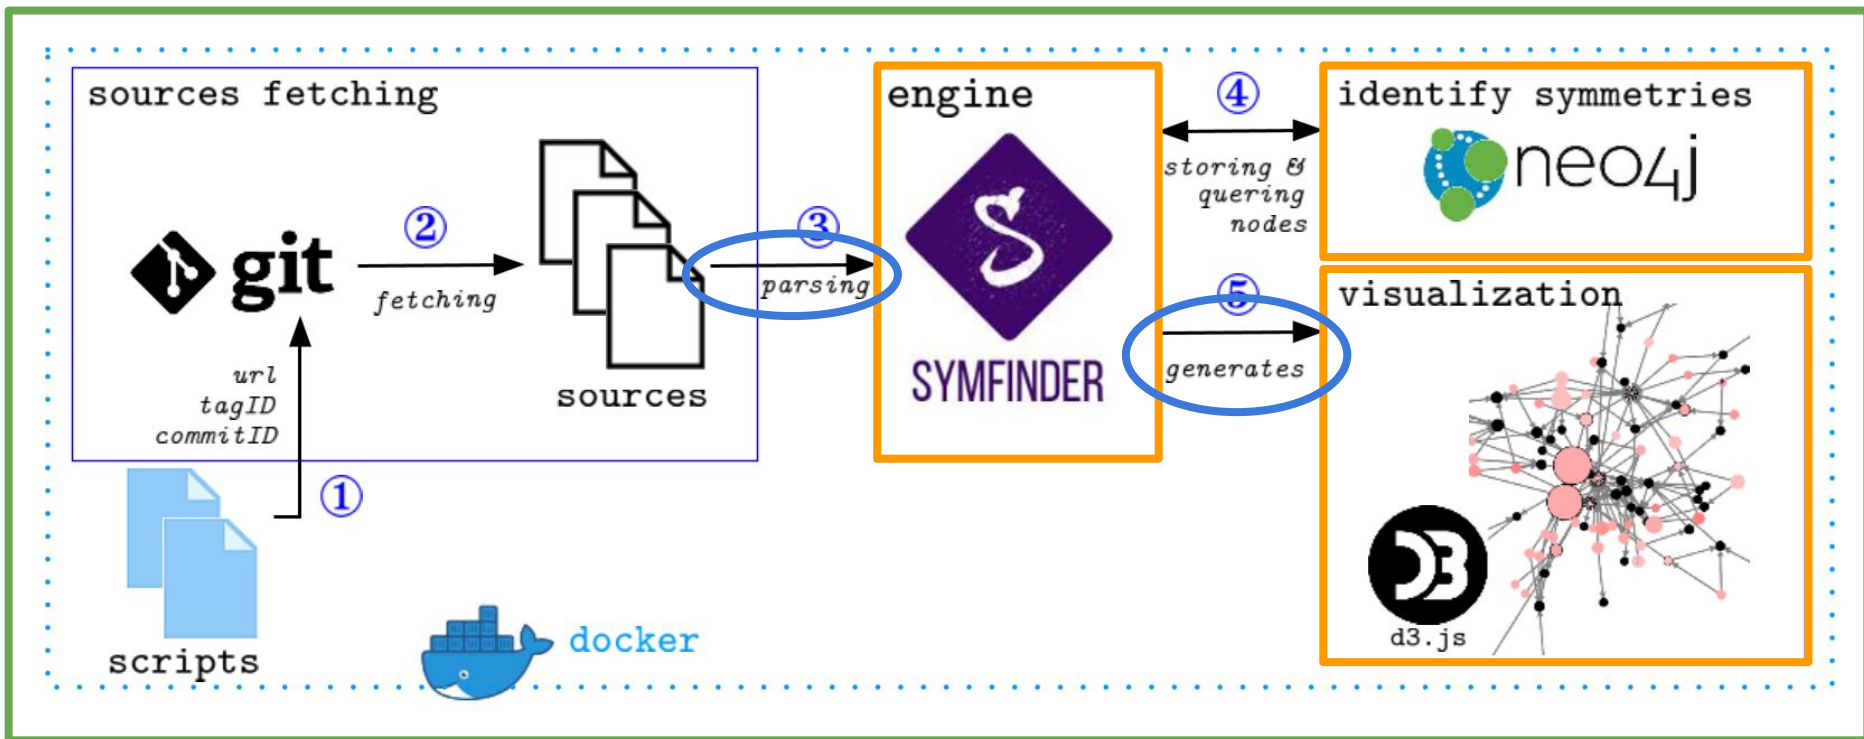 sources fetching
git
②
fetching
sources
url
tagID
commitID
①
scripts
docker
③
parsing
engine
S
SYMFINDER
④
storing &
quering
nodes
identify symmetries
neo4j
⑤
generates
visualization
D3
d3.js